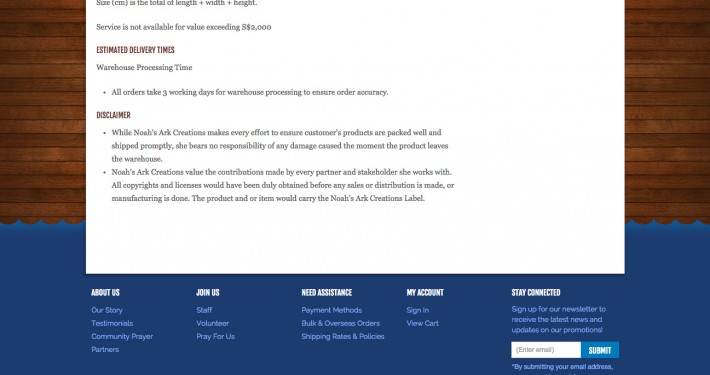 Size (cm) is the total of length + width + height.
Service is not available for value exceeding S$2,000
ESTIMATED DELIVERY TIMES
Warehouse Processing Time
• All orders take 3 working days for warehouse processing to ensure order accuracy.
DISCLAIMER
• While Noah's Ark Creations makes every effort to ensure customer's products are packed well and
shipped promptly, she bears no responsibility of any damage caused the moment the product leaves
the warehouse.
• Noah's Ark Creations value the contributions made by every partner and stakeholder she works with.
All copyrights and licenses would have been duly obtained before any sales or distribution is made, or
manufacturing is done. The product and or item would carry the Noah's Ark Creations Label.
ABOUT US
Our Story
Testimonials
Community Prayer
Partners
JOIN US
Staff
Volunteer
Pray For Us
NEED ASSISTANCE
Payment Methods
Bulk & Overseas Orders
Shipping Rates & Policies
MY ACCOUNT
Sign In
View Cart
STAY CONNECTED
Sign up for our newsletter to
receive the latest news and
updates on our promotions!
(Enter email) SUBMIT
*By submitting your email address,